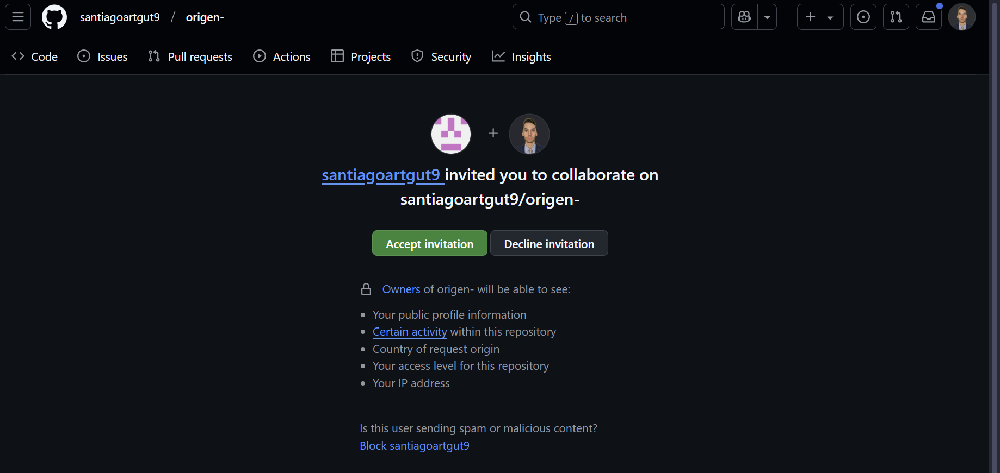 santiagoartgut9 / origen-
Type / to search
Code Issues Pull requests Actions Projects Security Insights
santiagoartgut9 invited you to collaborate on
santiagoartgut9/origen-
Accept invitation Decline invitation
Owners of origen- will be able to see:
Your public profile information
Certain activity within this repository
Country of request origin
Your access level for this repository
Your IP address
Is this user sending spam or malicious content?
Block santiagoartgut9